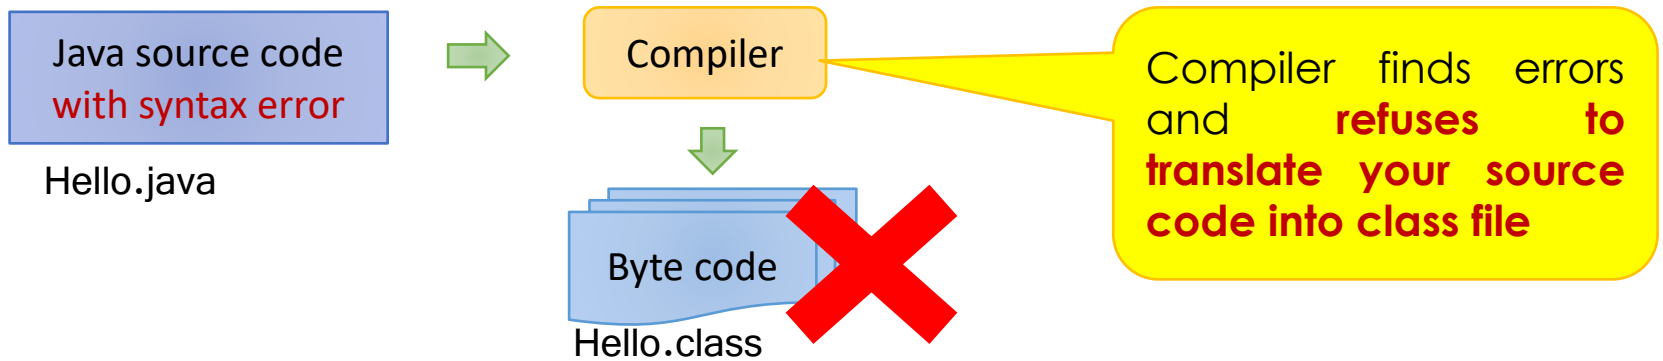 Java source code
with syntax error
Hello.java
Compiler
Byte code
Hello.class
Compiler finds errors
and refuses to
translate your source
code into class file